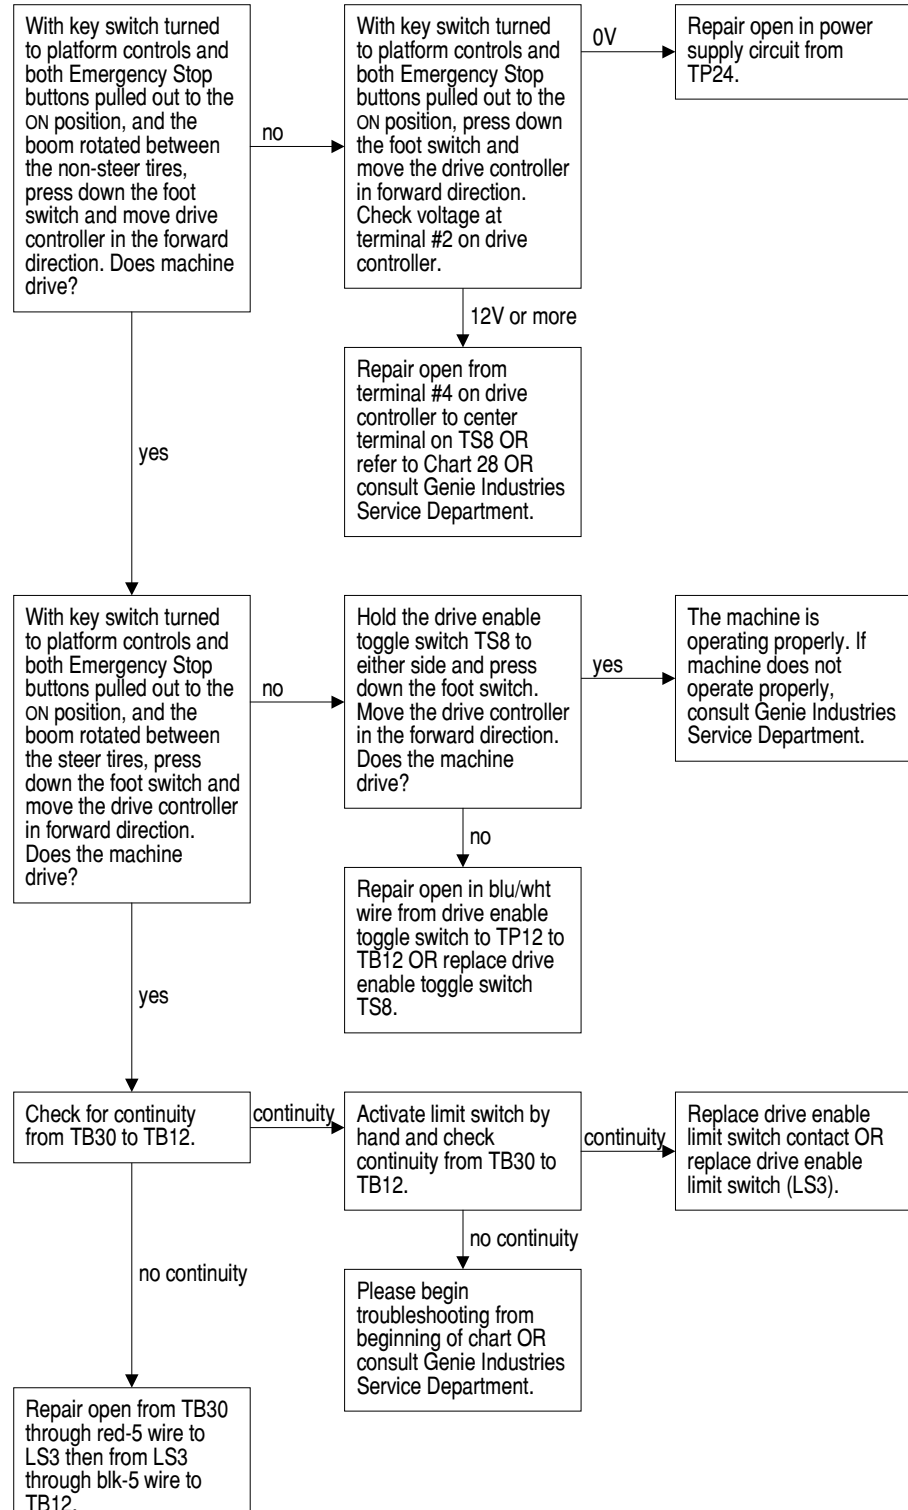 With key switch turned
to platform controls and
both Emergency Stop
buttons pulled out to the
ON position, and the
boom rotated between
the non-steer tires,
press down the foot
switch and move drive
controller in the forward
direction. Does machine
drive?
no
With key switch turned
to platform controls and
both Emergency Stop
buttons pulled out to the
ON position, press down
the foot switch and
move the drive controller
in forward direction.
Check voltage at
terminal #2 on drive
controller.
0V
Repair open in power
supply circuit from
TP24.
12V or more
Repair open from
terminal #4 on drive
controller to center
terminal on TS8 OR
refer to Chart 28 OR
consult Genie Industries
Service Department.
yes
With key switch turned
to platform controls and
both Emergency Stop
buttons pulled out to the
ON position, and the
boom rotated between
the steer tires, press
down the foot switch and
move the drive controller
in forward direction.
Does the machine
drive?
no
Hold the drive enable
toggle switch TS8 to
either side and press
down the foot switch.
Move the drive controller
in the forward direction.
Does the machine
drive?
yes
The machine is
operating properly. If
machine does not
operate properly,
consult Genie Industries
Service Department.
no
Repair open in blu/wht
wire from drive enable
toggle switch to TP12 to
TB12 OR replace drive
enable toggle switch
TS8.
yes
Check for continuity
from TB30 to TB12.
continuity
Activate limit switch by
hand and check
continuity from TB30 to
TB12.
continuity
Replace drive enable
limit switch contact OR
replace drive enable
limit switch (LS3).
no continuity
Please begin
troubleshooting from
beginning of chart OR
consult Genie Industries
Service Department.
no continuity
Repair open from TB30
through red-5 wire to
LS3 then from LS3
through blk-5 wire to
TB12.